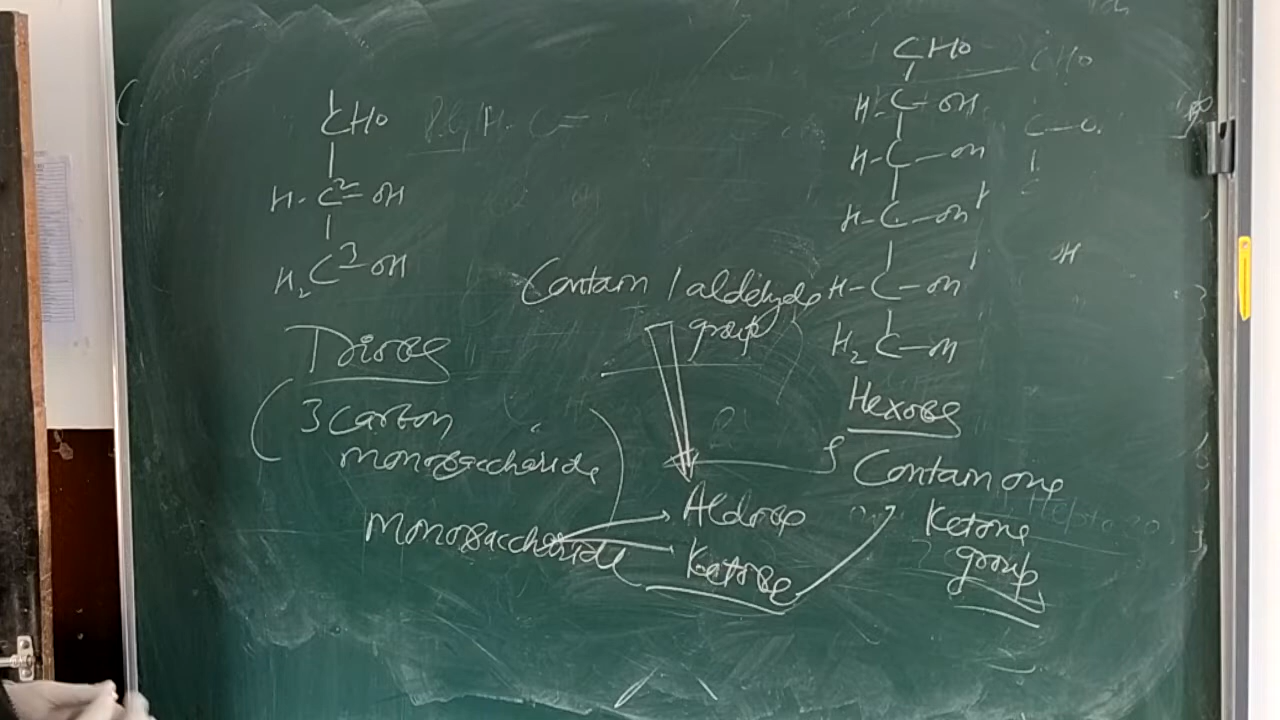 CHO
H-C²-OH
H₂C³-OH
Triose
(3 carbon
monosaccharide)
Contain 1 aldehyde
group
CHO
H-C-OH
H-C-OH
H-C-OH
H-C-OH
H₂C-OH
Hexose
Contain one
Ketone
group
Monosaccharide
Aldose
Ketose
CHO